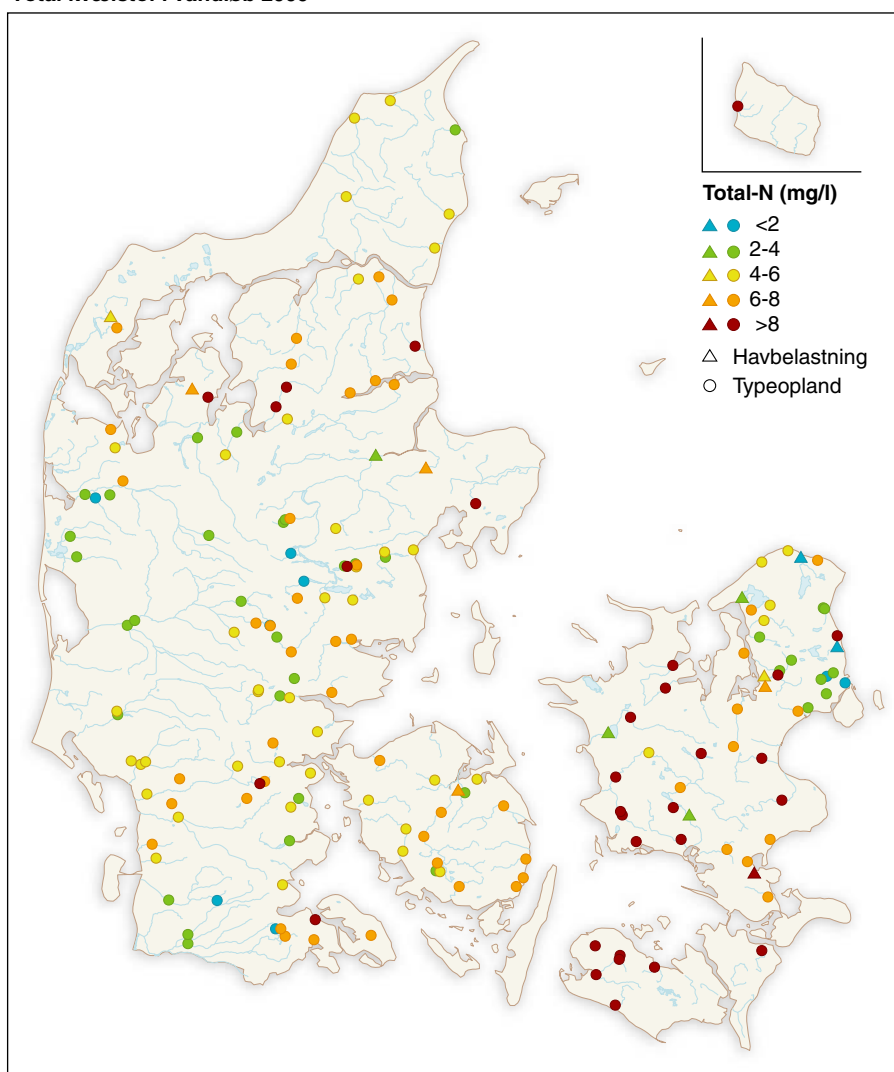 Total-N (mg/l)
<2
2-4
4-6
6-8
>8
Havbelastning
Typeopland